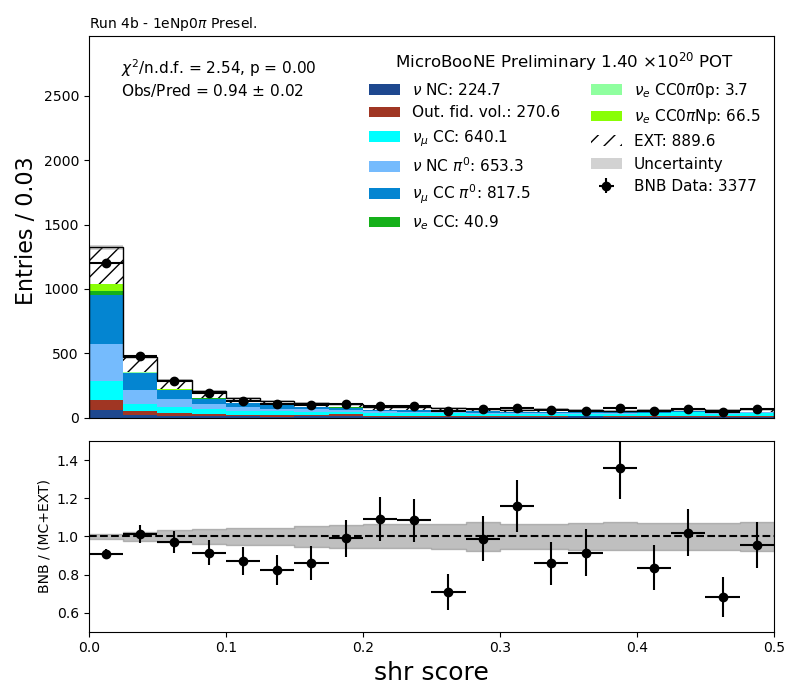 Run 4b - 1eNp0π Presel.
χ²/n.d.f. = 2.54, p = 0.00
Obs/Pred = 0.94 ± 0.02
MicroBooNE Preliminary 1.40 ×10²⁰ POT
ν NC: 224.7
Out. fid. vol.: 270.6
ν_μ CC: 640.1
ν NC π⁰: 653.3
ν_μ CC π⁰: 817.5
ν_e CC: 40.9
ν_e CC0π0p: 3.7
ν_e CC0πNp: 66.5
EXT: 889.6
Uncertainty
BNB Data: 3377
Entries / 0.03
2500
2000
1500
1000
500
0
BNB / (MC+EXT)
1.4
1.2
1.0
0.8
0.6
0.0 0.1 0.2 0.3 0.4 0.5
shr score